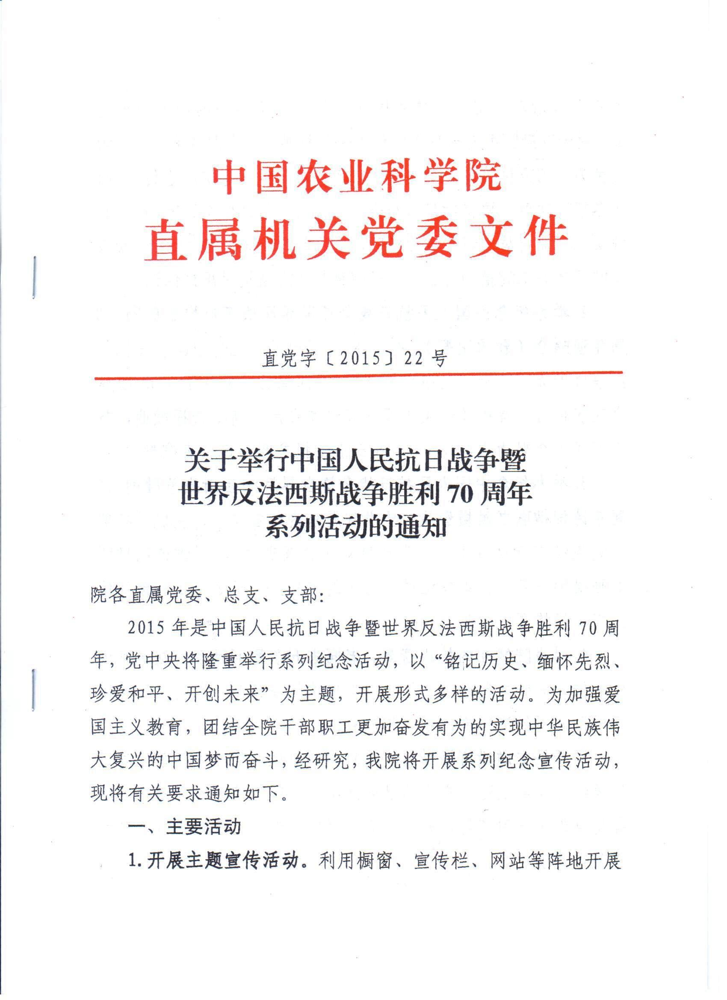 中国农业科学院
直属机关党委文件
直党字〔2015〕22 号
关于举行中国人民抗日战争暨
世界反法西斯战争胜利 70 周年
系列活动的通知
院各直属党委、总支、支部：
2015 年是中国人民抗日战争暨世界反法西斯战争胜利 70 周
年，党中央将隆重举行系列纪念活动，以“铭记历史、缅怀先烈、
珍爱和平、开创未来”为主题，开展形式多样的活动。为加强爱
国主义教育，团结全院干部职工更加奋发有为的实现中华民族伟
大复兴的中国梦而奋斗，经研究，我院将开展系列纪念宣传活动，
现将有关要求通知如下。
一、主要活动
1.开展主题宣传活动。利用橱窗、宣传栏、网站等阵地开展